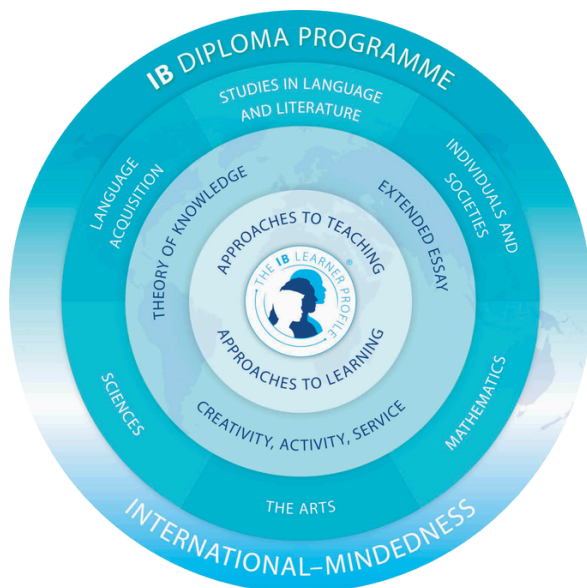 IB DIPLOMA PROGRAMME
STUDIES IN LANGUAGE
AND LITERATURE
LANGUAGE
ACQUISITION
INDIVIDUALS AND
SOCIETIES
THEORY OF KNOWLEDGE
EXTENDED ESSAY
APPROACHES TO TEACHING
THE IB LEARNER PROFILE
®
APPROACHES TO LEARNING
CREATIVITY, ACTIVITY, SERVICE
SCIENCES
MATHEMATICS
THE ARTS
INTERNATIONAL–MINDEDNESS